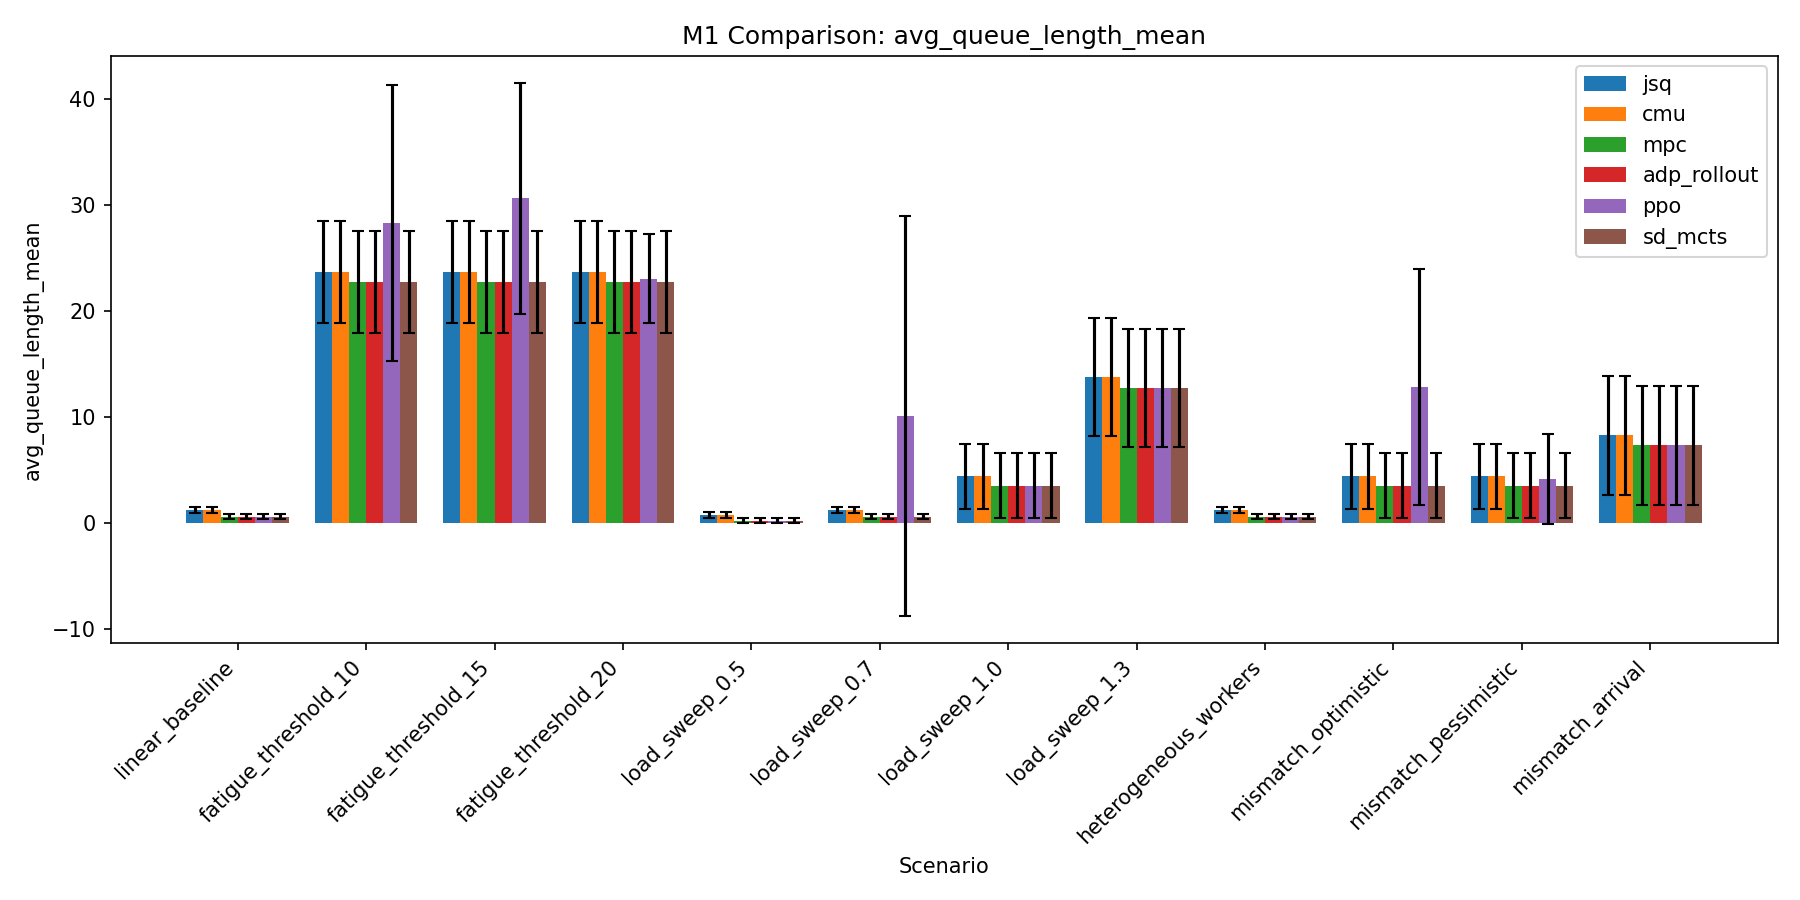 M1 Comparison: avg_queue_length_mean
avg_queue_length_mean
40
30
20
10
0
−10
jsq
cmu
mpc
adp_rollout
ppo
sd_mcts
linear_baseline
fatigue_threshold_10
fatigue_threshold_15
fatigue_threshold_20
load_sweep_0.5
load_sweep_0.7
load_sweep_1.0
load_sweep_1.3
heterogeneous_workers
mismatch_optimistic
mismatch_pessimistic
mismatch_arrival
Scenario